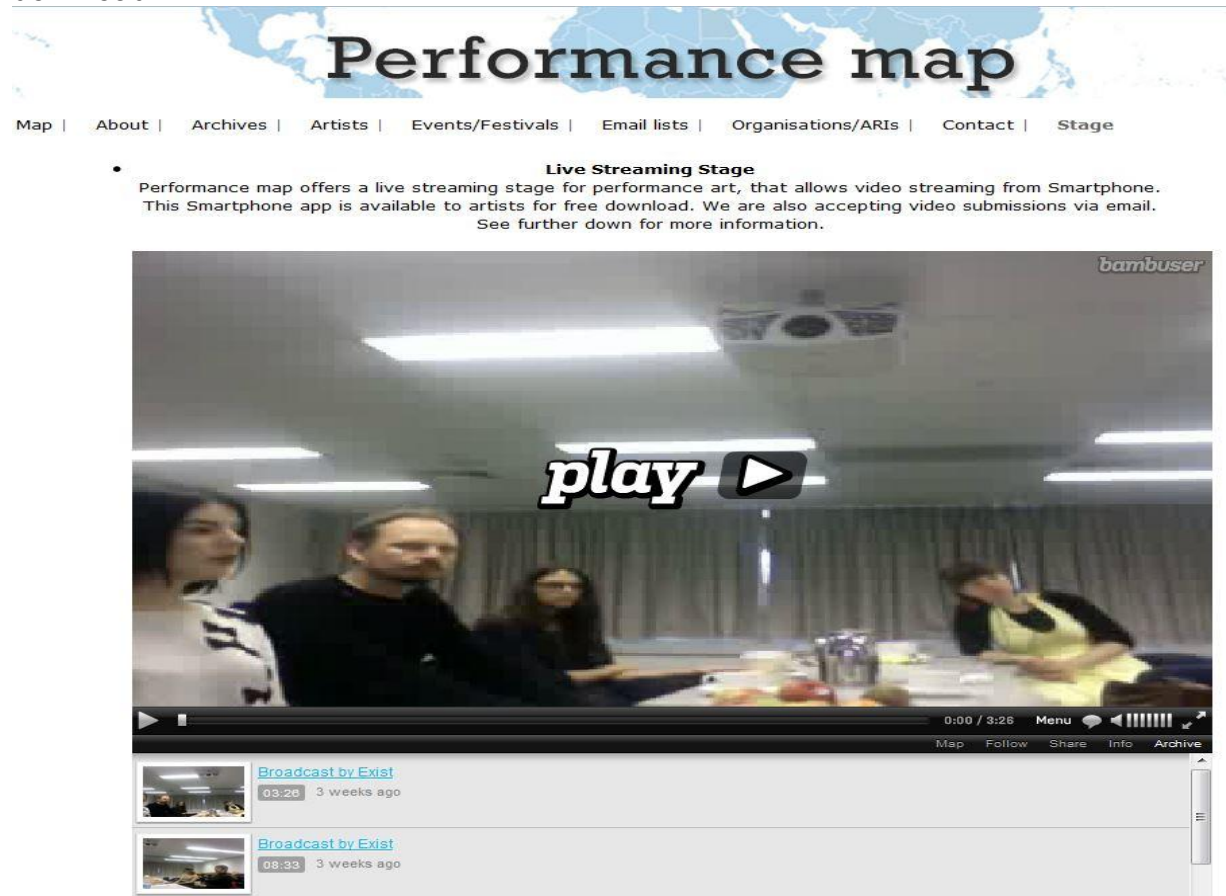 Performance map
Map | About | Archives | Artists | Events/Festivals | Email lists | Organisations/ARIs | Contact | Stage
Live Streaming Stage
Performance map offers a live streaming stage for performance art, that allows video streaming from Smartphone.
This Smartphone app is available to artists for free download. We are also accepting video submissions via email.
See further down for more information.
bambuser
play
0:00 / 3:26 Menu
Map Follow Share Info Archive
Broadcast by Exist
03:26 3 weeks ago
Broadcast by Exist
08:33 3 weeks ago